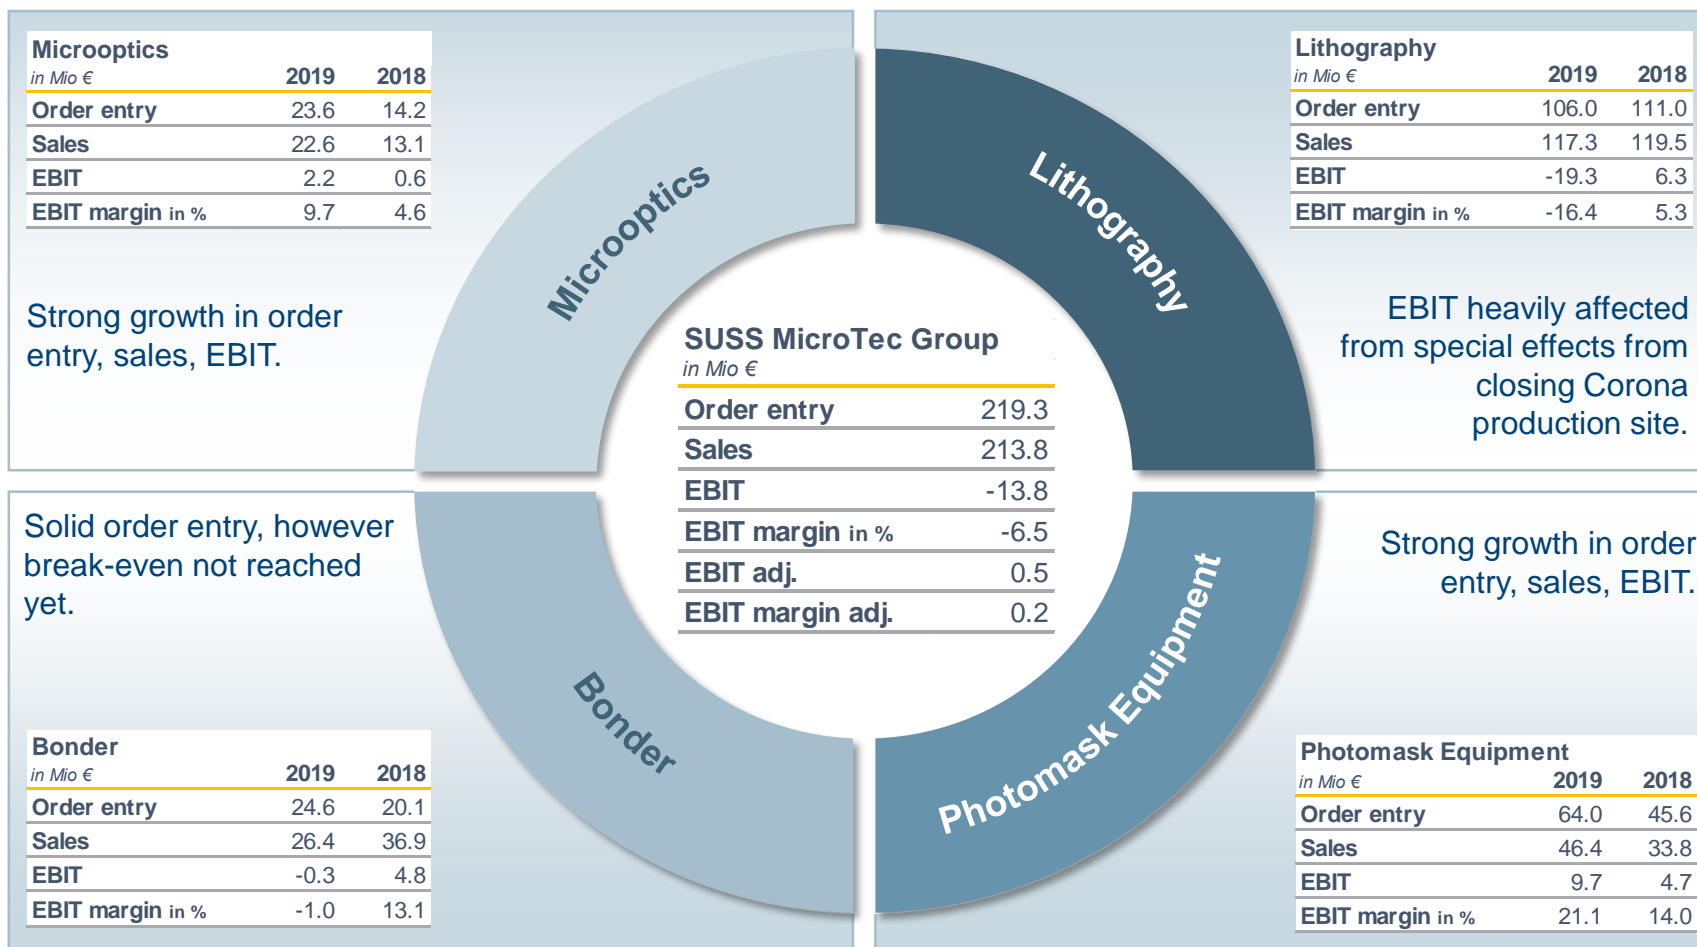 Microoptics
in Mio € 2019 2018
Order entry 23.6 14.2
Sales 22.6 13.1
EBIT 2.2 0.6
EBIT margin in % 9.7 4.6
Strong growth in order
entry, sales, EBIT.
Microoptics
Lithography
Lithography
in Mio € 2019 2018
Order entry 106.0 111.0
Sales 117.3 119.5
EBIT -19.3 6.3
EBIT margin in % -16.4 5.3
EBIT heavily affected
from special effects from
closing Corona
production site.
SUSS MicroTec Group
in Mio €
Order entry 219.3
Sales 213.8
EBIT -13.8
EBIT margin in % -6.5
EBIT adj. 0.5
EBIT margin adj. 0.2
Solid order entry, however
break-even not reached
yet.
Bonder
in Mio € 2019 2018
Order entry 24.6 20.1
Sales 26.4 36.9
EBIT -0.3 4.8
EBIT margin in % -1.0 13.1
Bonder
Photomask Equipment
Strong growth in order
entry, sales, EBIT.
Photomask Equipment
in Mio € 2019 2018
Order entry 64.0 45.6
Sales 46.4 33.8
EBIT 9.7 4.7
EBIT margin in % 21.1 14.0